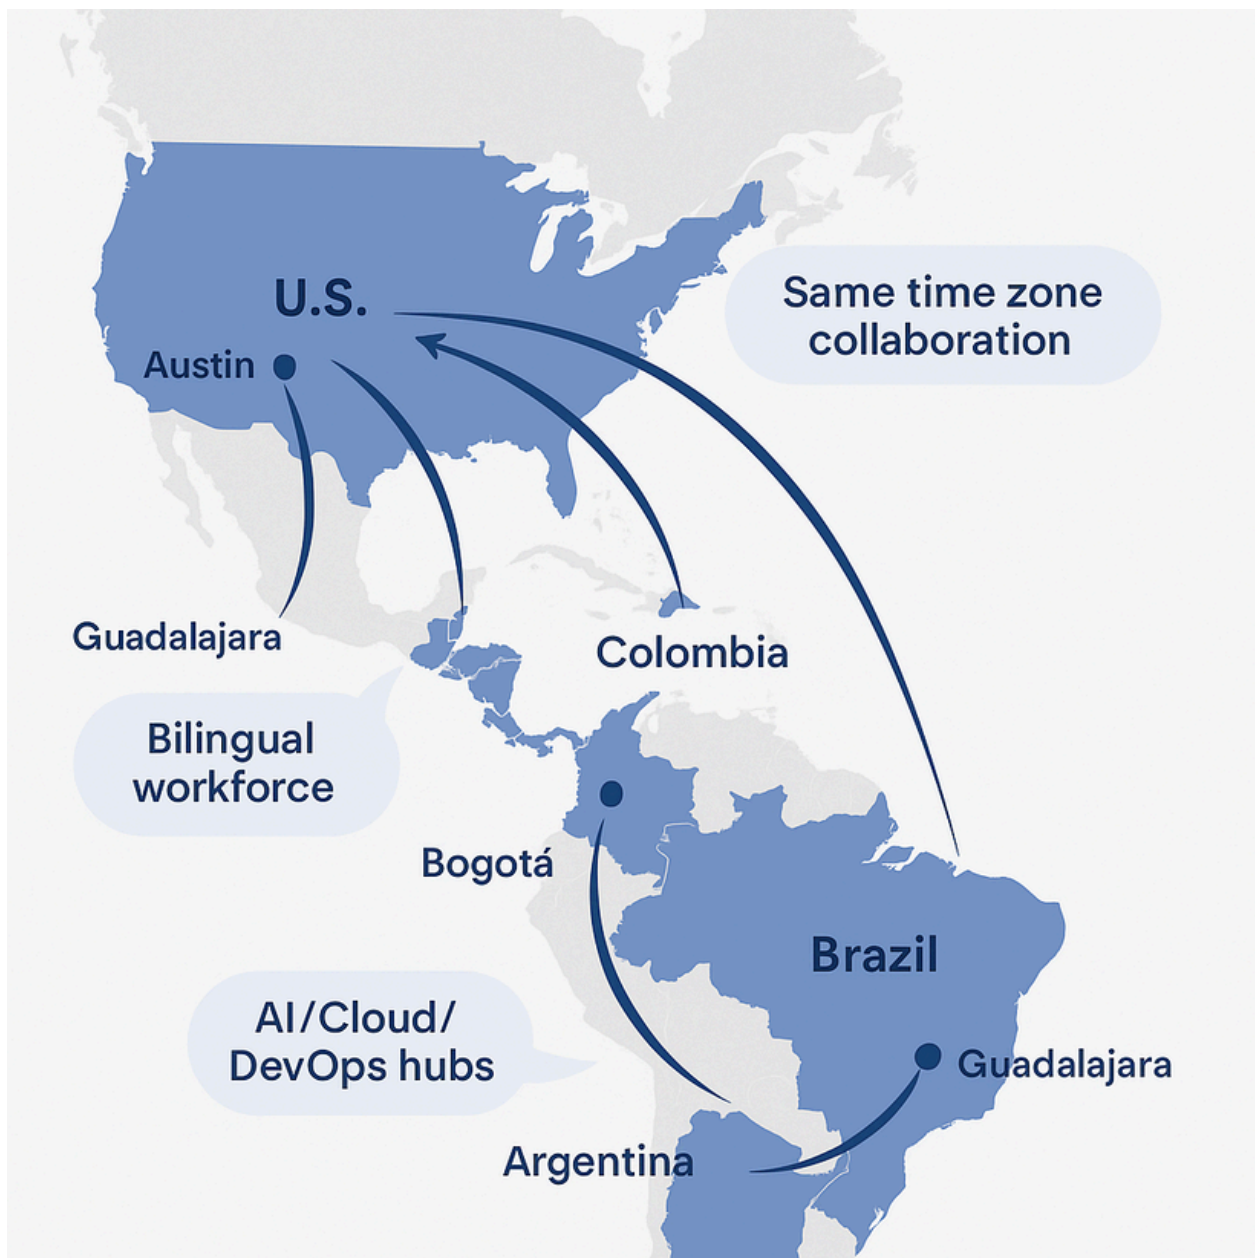 U.S.
Same time zone
collaboration
Austin
Guadalajara
Colombia
Bilingual
workforce
Bogotá
Brazil
AI/Cloud/
DevOps hubs
Guadalajara
Argentina